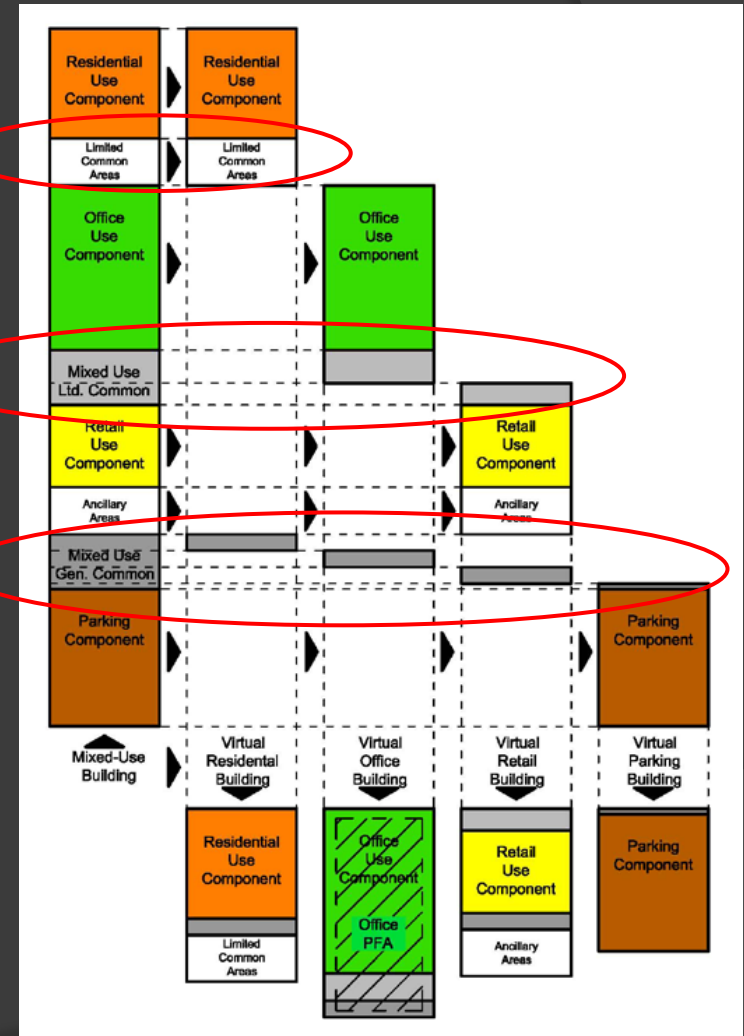 Residential
Use
Component
Residential
Use
Component
Limited
Common
Areas
Limited
Common
Areas
Office
Use
Component
Office
Use
Component
Mixed Use
Ltd. Common
Retail
Use
Component
Retail
Use
Component
Ancillary
Areas
Ancillary
Areas
Mixed Use
Gen. Common
Parking
Component
Parking
Component
Mixed-Use
Building
Virtual
Residential
Building
Virtual
Office
Building
Virtual
Retail
Building
Virtual
Parking
Building
Residential
Use
Component
Limited
Common
Areas
Office
Use
Component
Office
PFA
Retail
Use
Component
Ancillary
Areas
Parking
Component